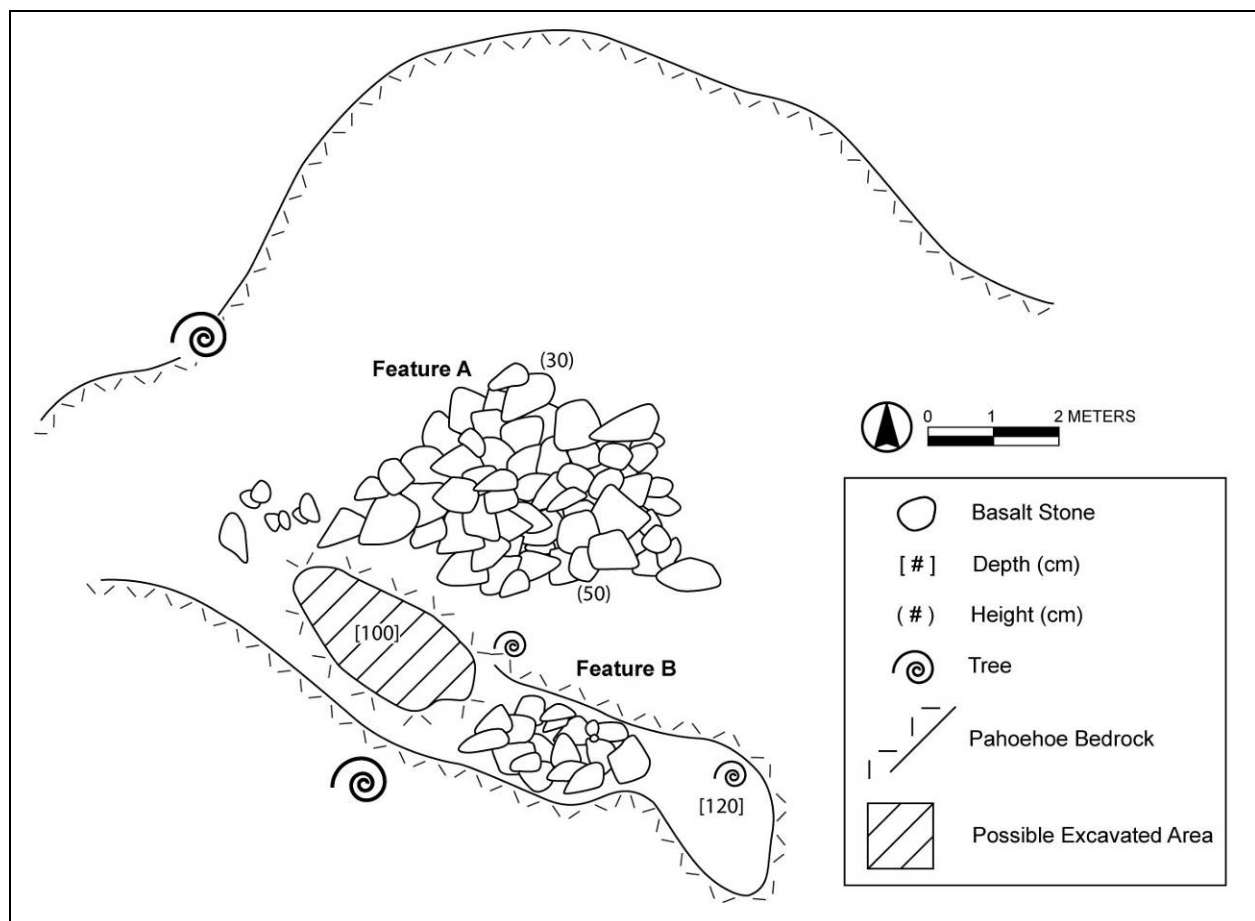 Feature A
(30)
0 1 2 METERS
Basalt Stone
[ # ] Depth (cm)
( # ) Height (cm)
Tree
Pahoehoe Bedrock
Possible Excavated Area
(50)
[100]
Feature B
[120]